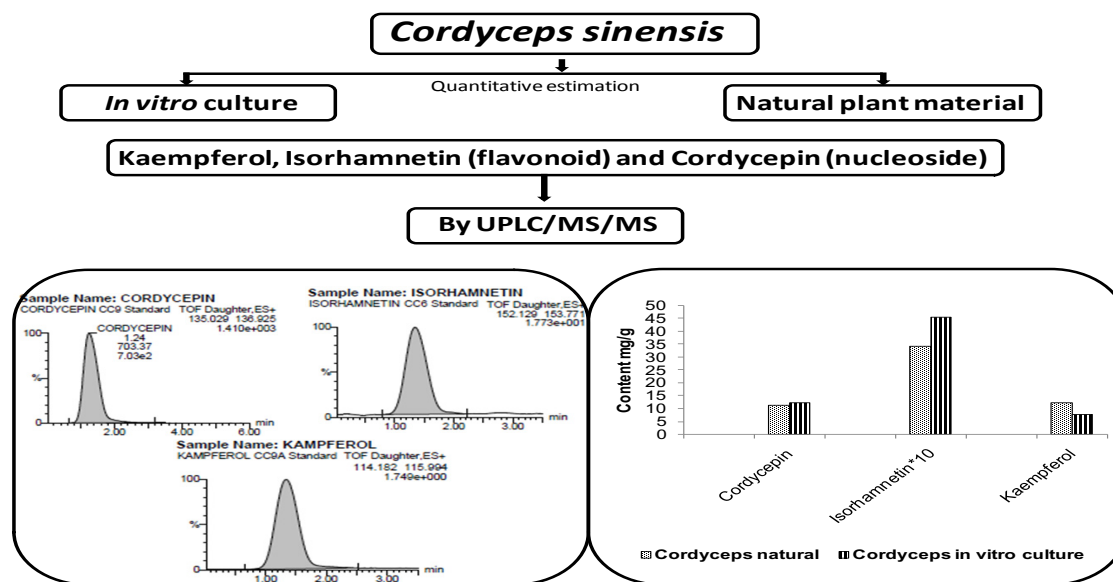 Cordyceps sinensis
Quantitative estimation
In vitro culture
Natural plant material
Kaempferol, Isorhamnetin (flavonoid) and Cordycepin (nucleoside)
By UPLC/MS/MS
Sample Name: CORDYCEPIN
CORDYCEPIN CC9 Standard TOF Daughter,ES+
135.029 136.925
1.410e+003
100
CORDYCEPIN
1.24
703.37
7.03e2
%
0
2.00 4.00 6.00 min
Sample Name: ISORHAMNETIN
ISORHAMNETIN CC6 Standard TOF Daughter,ES+
152.129 153.771
1.773e+001
100
%
0
1.00 2.00 3.00 min
Sample Name: KAMPFEROL
KAMPFEROL CC9A Standard TOF Daughter,ES+
114.182 115.994
1.749e+000
100
%
0
1.00 2.00 3.00 min
Content mg/g
50
45
40
35
30
25
20
15
10
5
0
Cordycepin
Isorhamnetin*10
Kaempferol
Cordyceps natural
Cordyceps in vitro culture